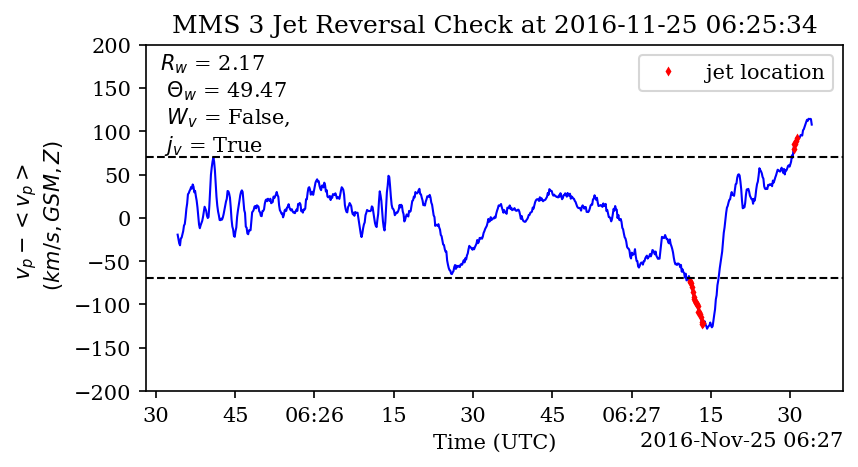 MMS 3 Jet Reversal Check at 2016-11-25 06:25:34
R_w = 2.17
Θ_w = 49.47
W_v = False,
j_v = True
jet location
v_p − < v_p >
(km/s, GSM, Z)
200
150
100
50
0
−50
−100
−150
−200
30 45 06:26 15 30 45 06:27 15 30
Time (UTC)
2016-Nov-25 06:27